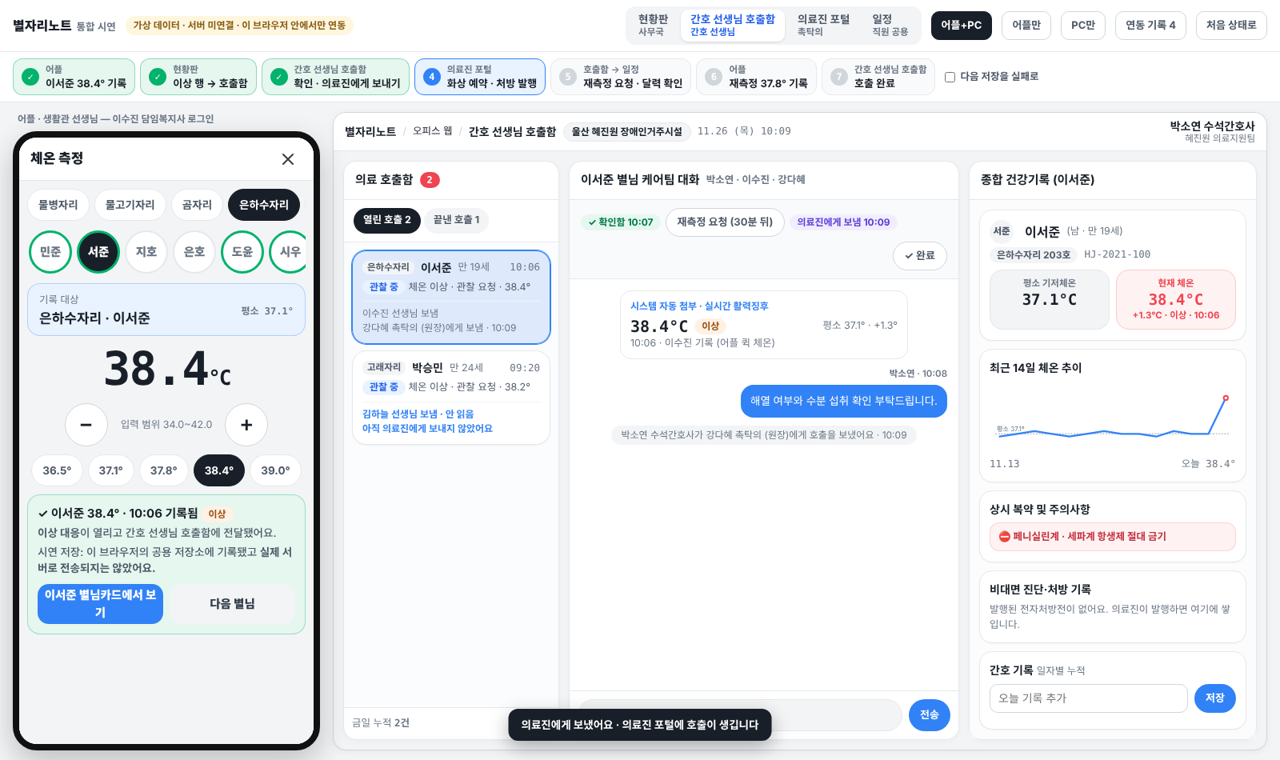 별자리노트 통합 시연
가상 데이터 · 서버 미연결 · 이 브라우저 안에서만 연동
현황판
사무국
간호 선생님 호출함
간호 선생님
의료진 포털
촉탁의
일정
직원 공용
어플+PC
어플만
PC만
연동 기록 4
처음 상태로
✓
어플
이서준 38.4° 기록
✓
현황판
이상 행 → 호출함
✓
간호 선생님 호출함
확인 · 의료진에게 보내기
4
의료진 포털
화상 예약 · 처방 발행
5
호출함 → 일정
재측정 요청 · 달력 확인
6
어플
재측정 37.8° 기록
7
간호 선생님 호출함
호출 완료
다음 저장을 실패로
어플 · 생활관 선생님 — 이수진 담임복지사 로그인
체온 측정
물병자리
물고기자리
곰자리
은하수자리
민준
서준
지호
은호
도윤
시우
기록 대상
은하수자리 · 이서준
평소 37.1°
38.4°C
−
입력 범위 34.0~42.0
+
36.5°
37.1°
37.8°
38.4°
39.0°
✓ 이서준 38.4° · 10:06 기록됨 이상
이상 대응이 열리고 간호 선생님 호출함에 전달됐어요.
시연 저장: 이 브라우저의 공용 저장소에 기록됐고 실제 서
버로 전송되지는 않았어요.
이서준 별님카드에서 보
기
다음 별님
별자리노트 / 오피스 웹 / 간호 선생님 호출함 울산 혜진원 장애인거주시설 11.26 (목) 10:09
박소연 수석간호사
혜진원 의료지원팀
의료 호출함 2
열린 호출 2
끝낸 호출 1
은하수자리 이서준 만 19세 10:06
관찰 중 체온 이상 · 관찰 요청 · 38.4°
이수진 선생님 보냄
강다혜 촉탁의 (원장)에게 보냄 · 10:09
고래자리 박승민 만 24세 09:20
관찰 중 체온 이상 · 관찰 요청 · 38.2°
김하늘 선생님 보냄 · 안 읽음
아직 의료진에게 보내지 않았어요
금일 누적 2건
이서준 별님 케어팀 대화 박소연 · 이수진 · 강다혜
✓ 확인함 10:07
재측정 요청 (30분 뒤)
의료진에게 보냄 10:09
✓ 완료
시스템 자동 첨부 · 실시간 활력징후
38.4°C 이상 평소 37.1° · +1.3°
10:06 · 이수진 기록 (어플 퀵 체온)
박소연 · 10:08
해열 여부와 수분 섭취 확인 부탁드립니다.
박소연 수석간호사가 강다혜 촉탁의 (원장)에게 호출을 보냈어요 · 10:09
전송
의료진에게 보냈어요 · 의료진 포털에 호출이 생깁니다
종합 건강기록 (이서준)
서준 이서준 (남 · 만 19세)
은하수자리 203호 HJ-2021-100
평소 기저체온
37.1°C
현재 체온
38.4°C
+1.3°C · 이상 · 10:06
최근 14일 체온 추이
평소 37.1°
11.13
오늘 38.4°
상시 복약 및 주의사항
⛔ 페니실린계 · 세파계 항생제 절대 금기
비대면 진단·처방 기록
발행된 전자처방전이 없어요. 의료진이 발행하면 여기에 쌓
입니다.
간호 기록 일자별 누적
오늘 기록 추가
저장